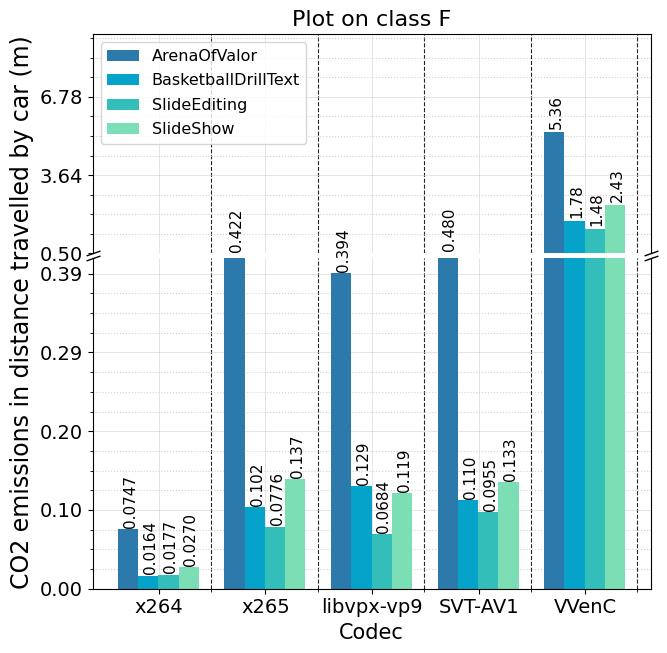 Plot on class F
CO2 emissions in distance travelled by car (m)
ArenaOfValor
BasketballDrillText
SlideEditing
SlideShow
6.78
3.64
0.50
0.39
0.29
0.20
0.10
0.00
0.0747
0.0164
0.0177
0.0270
0.422
0.102
0.0776
0.137
0.394
0.129
0.0684
0.119
0.480
0.110
0.0955
0.133
5.36
1.78
1.48
2.43
x264
x265
libvpx-vp9
SVT-AV1
VVenC
Codec